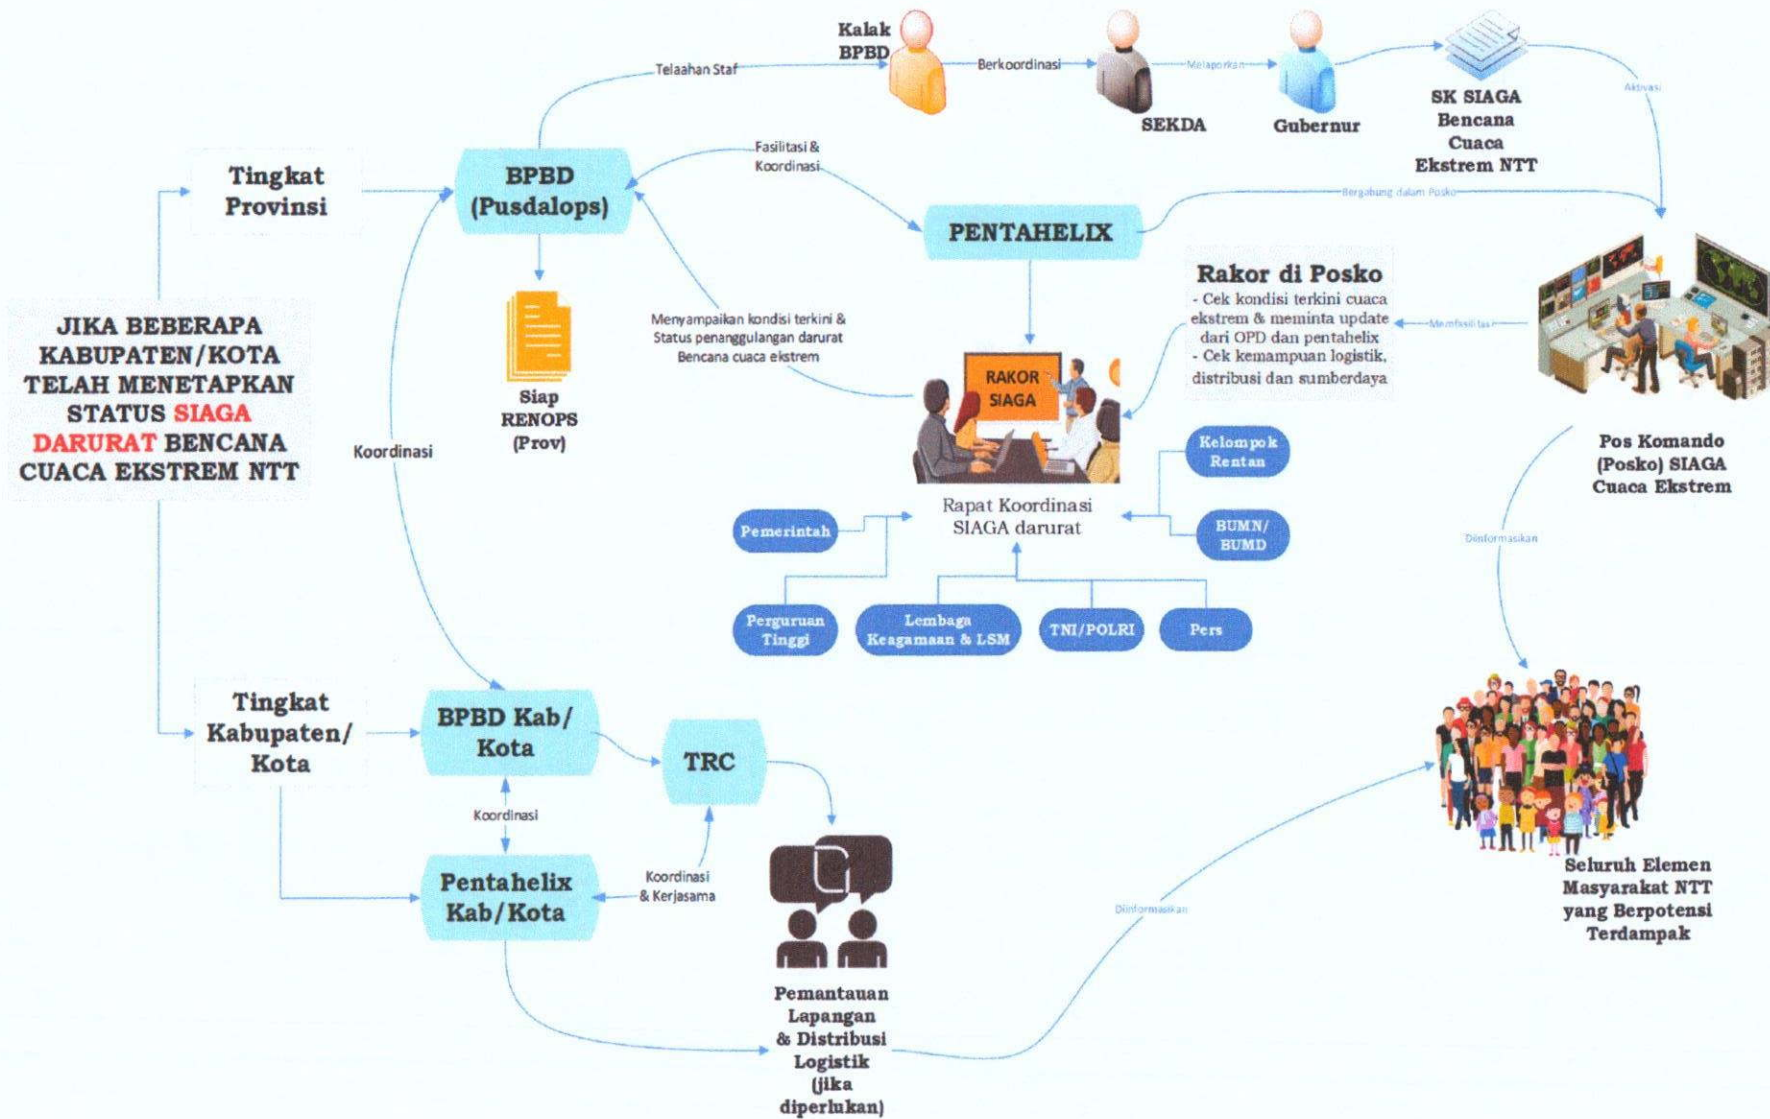 Kalak
BPBD
Telaahan Staf
Berkoordinasi
Melaporkan
SEKDA
Gubernur
SK SIAGA
Bencana
Cuaca
Ekstrem NTT
Aktivasi
Tingkat
Provinsi
BPBD
(Pusdalops)
Fasilitasi &
Koordinasi
PENTAHELIX
Bergabung dalam Posko
JIKA BEBERAPA
KABUPATEN/KOTA
TELAH MENETAPKAN
STATUS SIAGA
DARURAT BENCANA
CUACA EKSTREM NTT
Siap
RENOPS
(Prov)
Menyampaikan kondisi terkini &
Status penanggulangan darurat
Bencana cuaca ekstrem
RAKOR
SIAGA
Rakor di Posko
- Cek kondisi terkini cuaca
ekstrem & meminta update
dari OPD dan pentahelix
- Cek kemampuan logistik,
distribusi dan sumberdaya
Memfasilitasi
Koordinasi
Pos Komando
(Posko) SIAGA
Cuaca Ekstrem
Kelompok
Rentan
Rapat Koordinasi
SIAGA darurat
Pemerintah
BUMN/
BUMD
Perguruan
Tinggi
Lembaga
Keagamaan & LSM
TNI/POLRI
Pers
Diinformasikan
Tingkat
Kabupaten/
Kota
BPBD Kab/
Kota
TRC
Koordinasi
Pentahelix
Kab/Kota
Koordinasi
& Kerjasama
Pemantauan
Lapangan
& Distribusi
Logistik
(jika
diperlukan)
Diinformasikan
Seluruh Elemen
Masyarakat NTT
yang Berpotensi
Terdampak